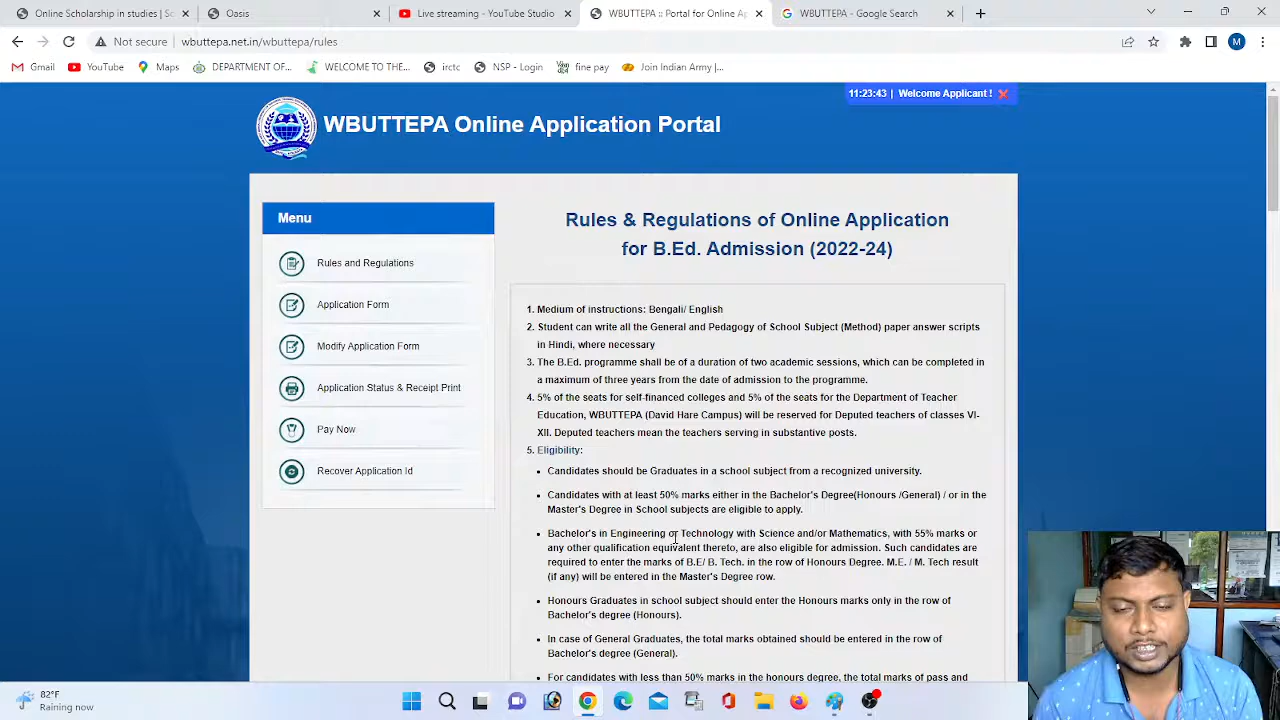 Online Scholarship in studies | Sc
Oasis
Live streaming - YouTube Studio
WBUTTEPA :: Portal for Online Ap
WBUTTEPA - Google Search
Not secure | wbuttepa.net.in/wbuttepa/rules
M
Gmail
YouTube
Maps
DEPARTMENT OF...
WELCOME TO THE...
irctc
NSP - Login
fine pay
Join Indian Army |...
11:23:43 | Welcome Applicant !
WBUTTEPA Online Application Portal
Menu
Rules and Regulations
Application Form
Modify Application Form
Application Status & Receipt Print
Pay Now
Recover Application Id
Rules & Regulations of Online Application
for B.Ed. Admission (2022-24)
1. Medium of instructions: Bengali/ English
2. Student can write all the General and Pedagogy of School Subject (Method) paper answer scripts
in Hindi, where necessary
3. The B.Ed. programme shall be of a duration of two academic sessions, which can be completed in
a maximum of three years from the date of admission to the programme.
4. 5% of the seats for self-financed colleges and 5% of the seats for the Department of Teacher
Education, WBUTTEPA (David Hare Campus) will be reserved for Deputed teachers of classes VI-
XII. Deputed teachers mean the teachers serving in substantive posts.
5. Eligibility:
Candidates should be Graduates in a school subject from a recognized university.
Candidates with at least 50% marks either in the Bachelor's Degree(Honours /General) / or in the
Master's Degree in School subjects are eligible to apply.
Bachelor's in Engineering or Technology with Science and/or Mathematics, with 55% marks or
any other qualification equivalent thereto, are also eligible for admission. Such candidates are
required to enter the marks of B.E/ B. Tech. in the row of Honours Degree. M.E. / M. Tech result
(if any) will be entered in the Master's Degree row.
Honours Graduates in school subject should enter the Honours marks only in the row of
Bachelor's degree (Honours).
In case of General Graduates, the total marks obtained should be entered in the row of
Bachelor's degree (General).
For candidates with less than 50% marks in the honours degree, the total marks of pass and
82°F
Raining now